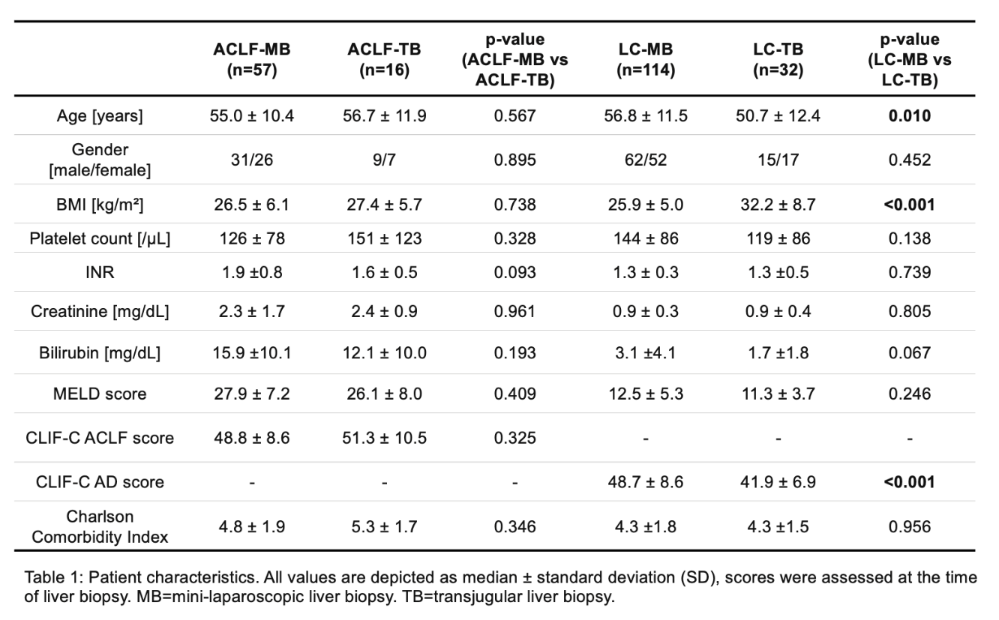 ACLF-MB (n=57) ACLF-TB (n=16) p-value (ACLF-MB vs ACLF-TB) LC-MB (n=114) LC-TB (n=32) p-value (LC-MB vs LC-TB)
Age [years] 55.0 ± 10.4 56.7 ± 11.9 0.567 56.8 ± 11.5 50.7 ± 12.4 0.010
Gender [male/female] 31/26 9/7 0.895 62/52 15/17 0.452
BMI [kg/m²] 26.5 ± 6.1 27.4 ± 5.7 0.738 25.9 ± 5.0 32.2 ± 8.7 <0.001
Platelet count [/µL] 126 ± 78 151 ± 123 0.328 144 ± 86 119 ± 86 0.138
INR 1.9 ±0.8 1.6 ± 0.5 0.093 1.3 ± 0.3 1.3 ±0.5 0.739
Creatinine [mg/dL] 2.3 ± 1.7 2.4 ± 0.9 0.961 0.9 ± 0.3 0.9 ± 0.4 0.805
Bilirubin [mg/dL] 15.9 ±10.1 12.1 ± 10.0 0.193 3.1 ±4.1 1.7 ±1.8 0.067
MELD score 27.9 ± 7.2 26.1 ± 8.0 0.409 12.5 ± 5.3 11.3 ± 3.7 0.246
CLIF-C ACLF score 48.8 ± 8.6 51.3 ± 10.5 0.325 - - -
CLIF-C AD score - - - 48.7 ± 8.6 41.9 ± 6.9 <0.001
Charlson Comorbidity Index 4.8 ± 1.9 5.3 ± 1.7 0.346 4.3 ±1.8 4.3 ±1.5 0.956
Table 1: Patient characteristics. All values are depicted as median ± standard deviation (SD), scores were assessed at the time
of liver biopsy. MB=mini-laparoscopic liver biopsy. TB=transjugular liver biopsy.